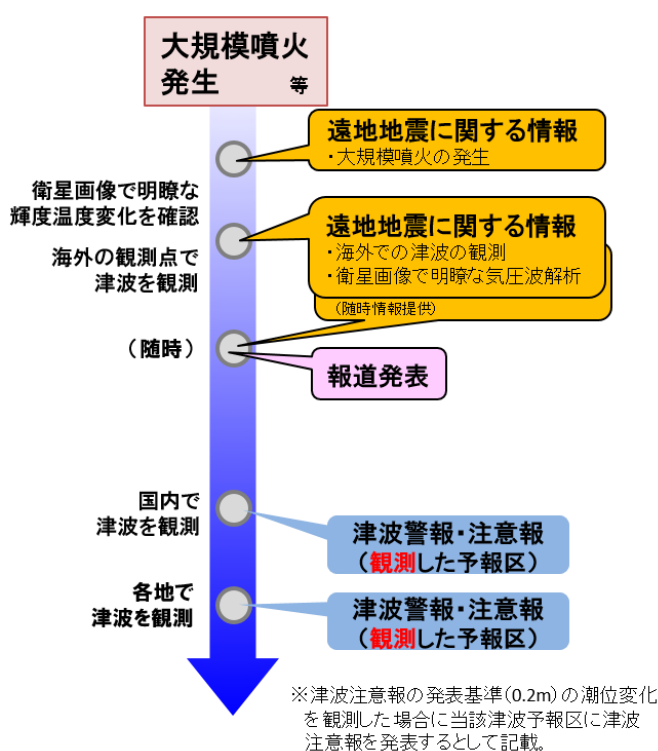 大規模噴火
発生 等
遠地地震に関する情報
・大規模噴火の発生
衛星画像で明瞭な
輝度温度変化を確認
海外の観測点で
津波を観測
遠地地震に関する情報
・海外での津波の観測
・衛星画像で明瞭な気圧波解析
(随時情報提供)
（随時）
報道発表
国内で
津波を観測
津波警報・注意報
（観測した予報区）
各地で
津波を観測
津波警報・注意報
（観測した予報区）
※津波注意報の発表基準（0.2m）の潮位変化
を観測した場合に当該津波予報区に津波
注意報を発表するとして記載。